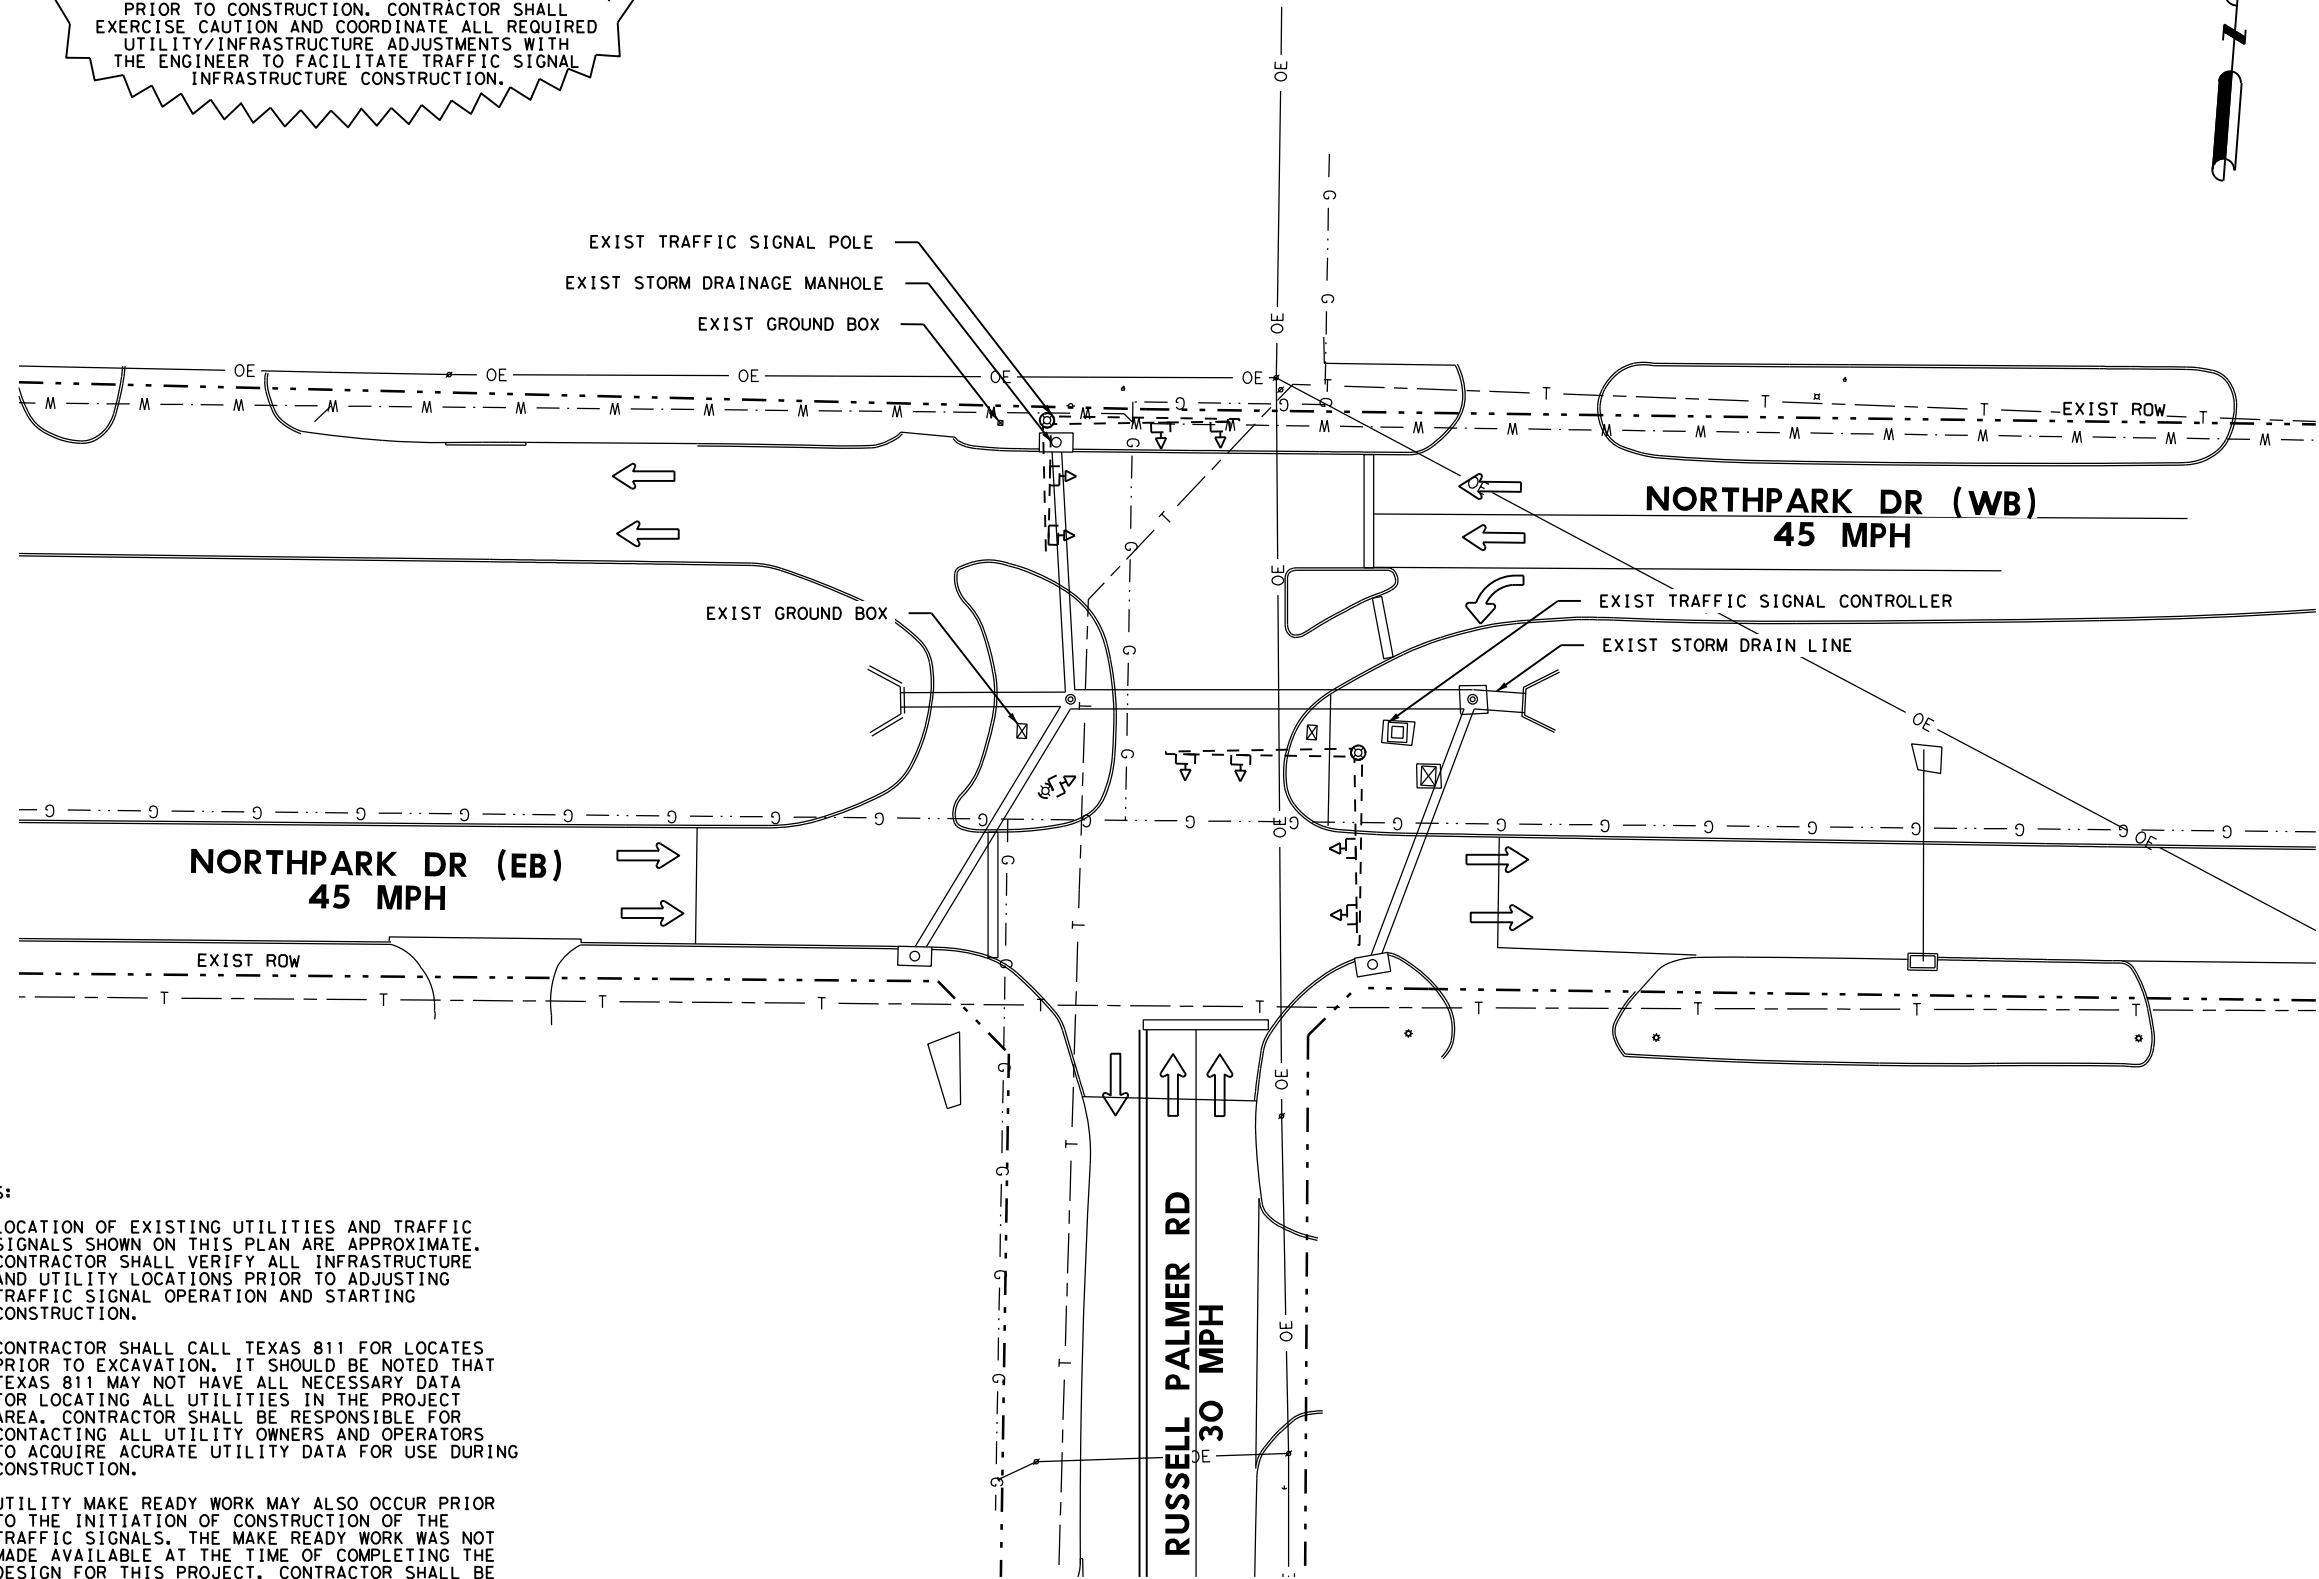 PRIOR TO CONSTRUCTION. CONTRACTOR SHALL
EXERCISE CAUTION AND COORDINATE ALL REQUIRED
UTILITY/INFRASTRUCTURE ADJUSTMENTS WITH
THE ENGINEER TO FACILITATE TRAFFIC SIGNAL
INFRASTRUCTURE CONSTRUCTION.
EXIST TRAFFIC SIGNAL POLE
EXIST STORM DRAINAGE MANHOLE
EXIST GROUND BOX
EXIST ROW
NORTHPARK DR (WB)
45 MPH
EXIST GROUND BOX
EXIST TRAFFIC SIGNAL CONTROLLER
EXIST STORM DRAIN LINE
NORTHPARK DR (EB)
45 MPH
EXIST ROW
RUSSELL PALMER RD
30 MPH
S:
OCATION OF EXISTING UTILITIES AND TRAFFIC
SIGNALS SHOWN ON THIS PLAN ARE APPROXIMATE.
CONTRACTOR SHALL VERIFY ALL INFRASTRUCTURE
AND UTILITY LOCATIONS PRIOR TO ADJUSTING
TRAFFIC SIGNAL OPERATION AND STARTING
CONSTRUCTION.
CONTRACTOR SHALL CALL TEXAS 811 FOR LOCATES
PRIOR TO EXCAVATION. IT SHOULD BE NOTED THAT
TEXAS 811 MAY NOT HAVE ALL NECESSARY DATA
FOR LOCATING ALL UTILITIES IN THE PROJECT
AREA. CONTRACTOR SHALL BE RESPONSIBLE FOR
CONTACTING ALL UTILITY OWNERS AND OPERATORS
TO ACQUIRE ACURATE UTILITY DATA FOR USE DURING
CONSTRUCTION.
UTILITY MAKE READY WORK MAY ALSO OCCUR PRIOR
TO THE INITIATION OF CONSTRUCTION OF THE
TRAFFIC SIGNALS. THE MAKE READY WORK WAS NOT
MADE AVAILABLE AT THE TIME OF COMPLETING THE
DESIGN FOR THIS PROJECT. CONTRACTOR SHALL BE